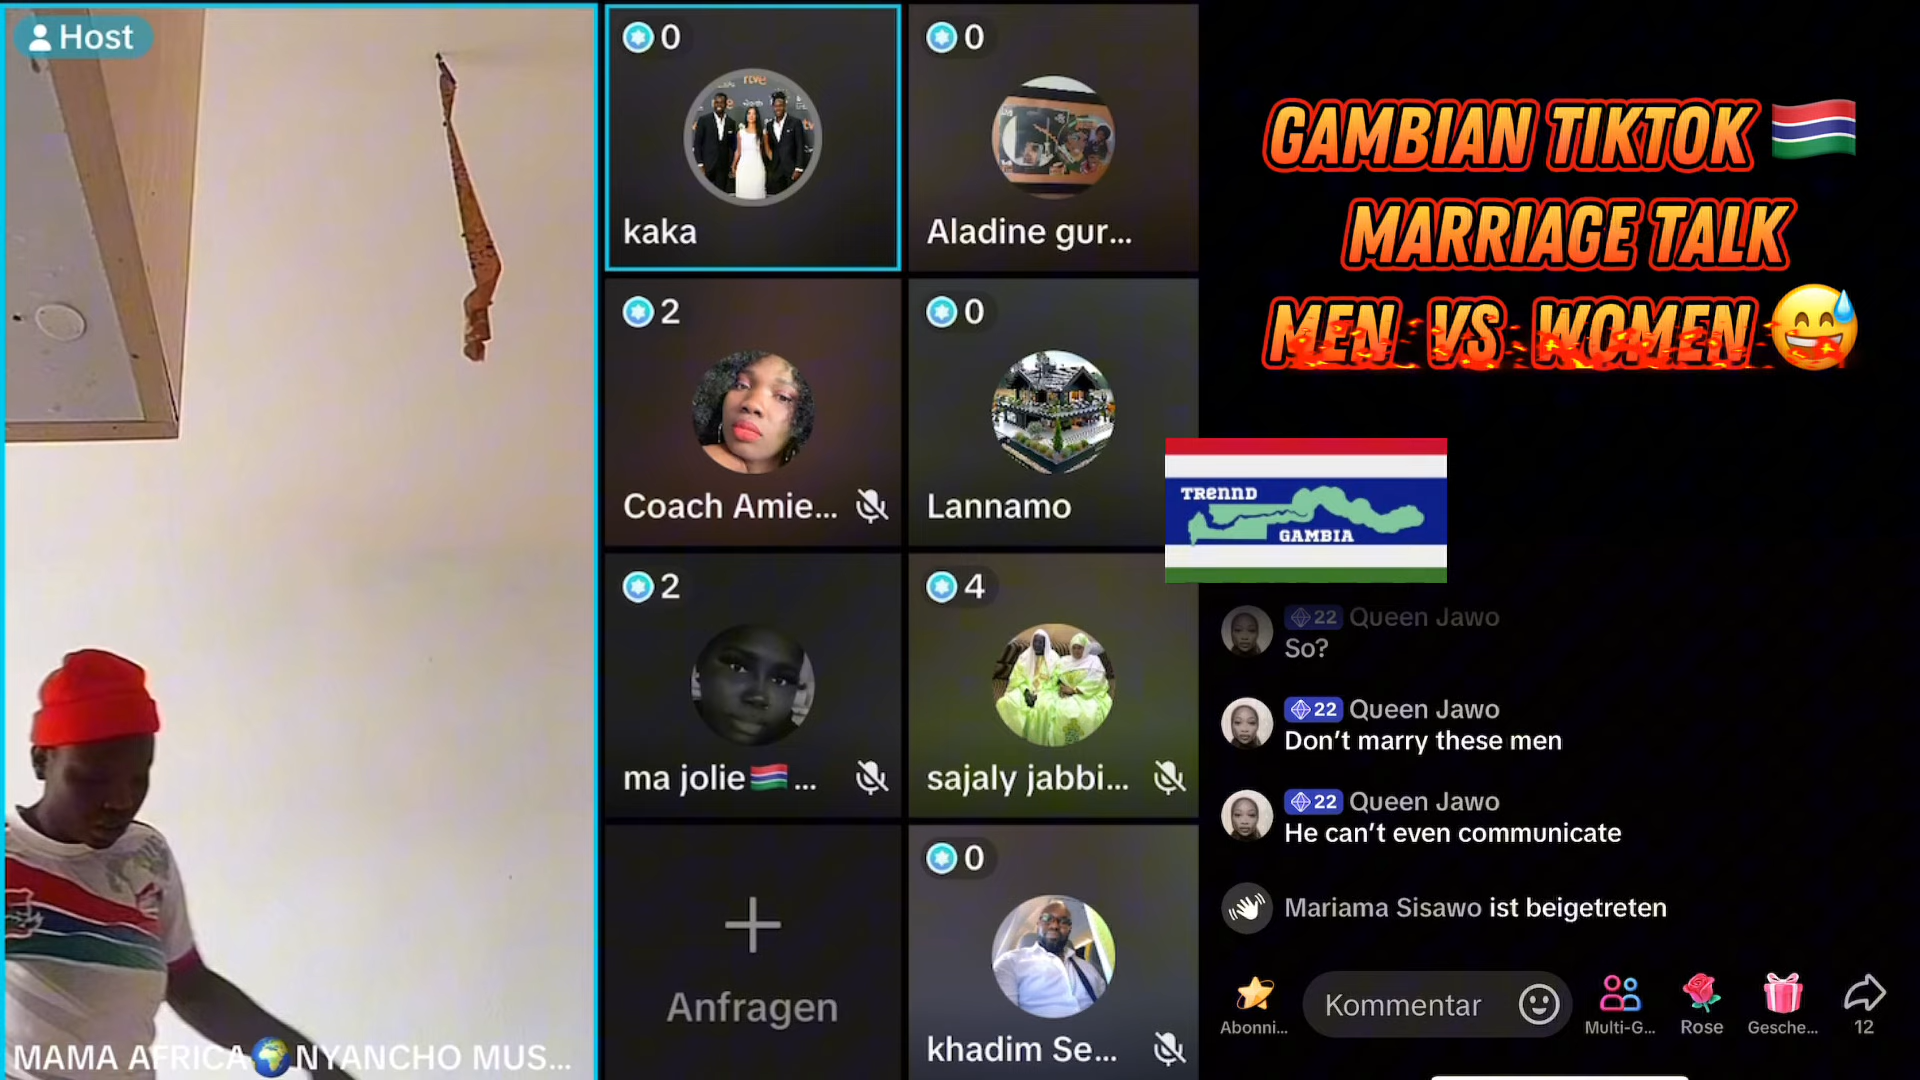 Host
MAMA AFRICA🌍NYANCHO MUS...
0
kaka
0
Aladine gur...
2
Coach Amie...
0
Lannamo
2
ma jolie🇬🇲...
4
sajaly jabbi...
Anfragen
0
khadim Se...
GAMBIAN TIKTOK 🇬🇲
MARRIAGE TALK
MEN VS WOMEN 😅
TRENND
GAMBIA
22 Queen Jawo
So?
22 Queen Jawo
Don't marry these men
22 Queen Jawo
He can't even communicate
Mariama Sisawo ist beigetreten
Abonni...
Kommentar
Multi-G...
Rose
Gesche...
12